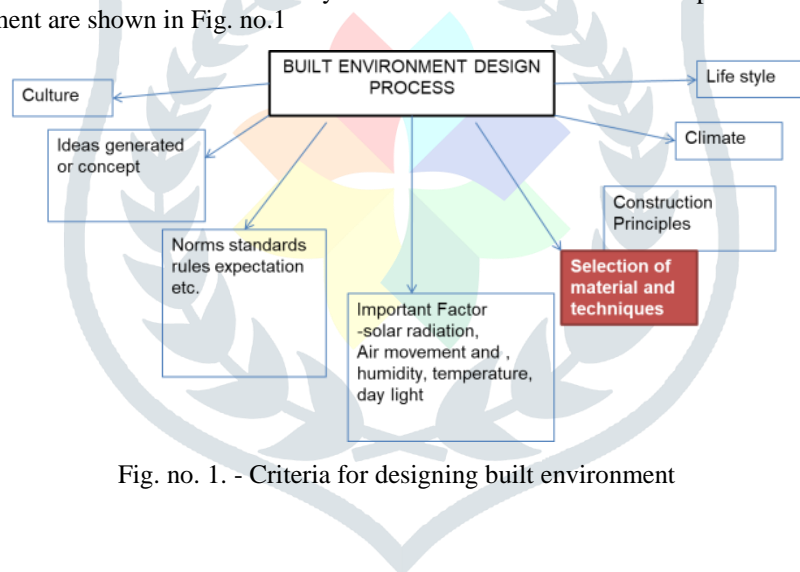 ment are shown in Fig. no.1
BUILT ENVIRONMENT DESIGN
PROCESS
Culture
Life style
Ideas generated
or concept
Climate
Construction
Principles
Norms standards
rules expectation
etc.
Selection of
material and
techniques
Important Factor
-solar radiation,
Air movement and ,
humidity, temperature,
day light
Fig. no. 1. - Criteria for designing built environment